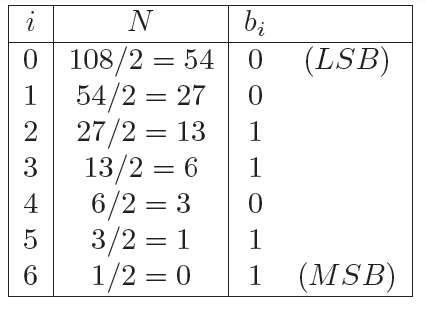 i N b_i
0 108/2 = 54 0 (LSB)
1 54/2 = 27 0
2 27/2 = 13 1
3 13/2 = 6 1
4 6/2 = 3 0
5 3/2 = 1 1
6 1/2 = 0 1 (MSB)